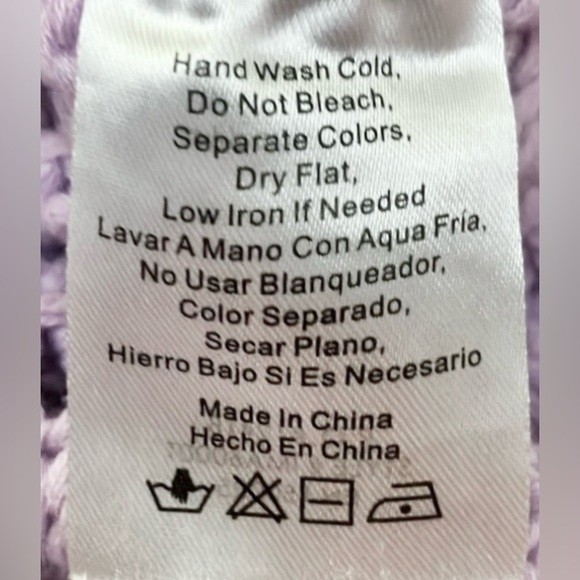 Hand Wash Cold,
Do Not Bleach,
Separate Colors,
Dry Flat,
Low Iron If Needed
Lavar A Mano Con Aqua Fría,
No Usar Blanqueador,
Color Separado,
Secar Plano,
Hierro Bajo Si Es Necesario
Made In China
Hecho En China